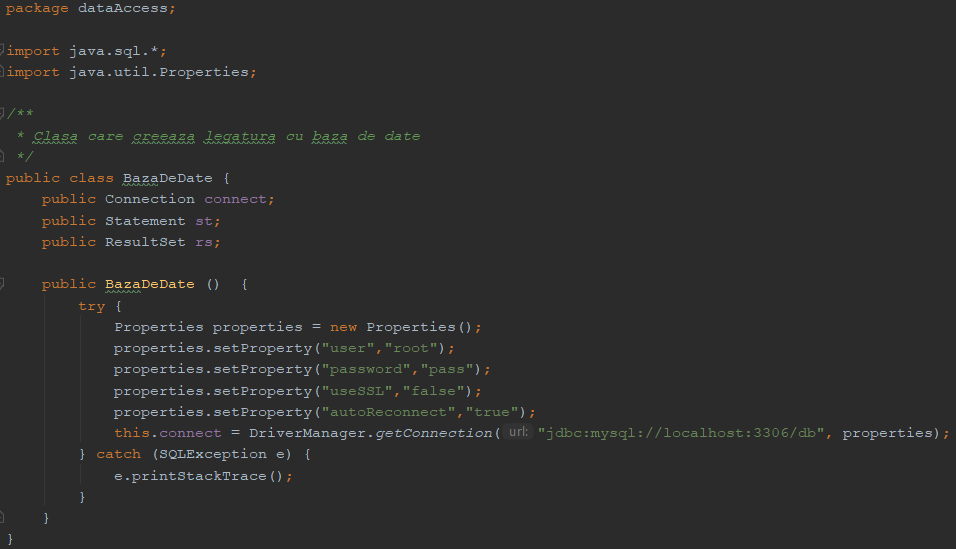 package dataAccess;
import java.sql.*;
import java.util.Properties;
/**
 * Clasa care creeaza legatura cu baza de date
 */
public class BazaDeDate {
    public Connection connect;
    public Statement st;
    public ResultSet rs;
    public BazaDeDate ()  {
        try {
            Properties properties = new Properties();
            properties.setProperty("user","root");
            properties.setProperty("password","pass");
            properties.setProperty("useSSL","false");
            properties.setProperty("autoReconnect","true");
            this.connect = DriverManager.getConnection( url: "jdbc:mysql://localhost:3306/db", properties);
        } catch (SQLException e) {
            e.printStackTrace();
        }
    }
}